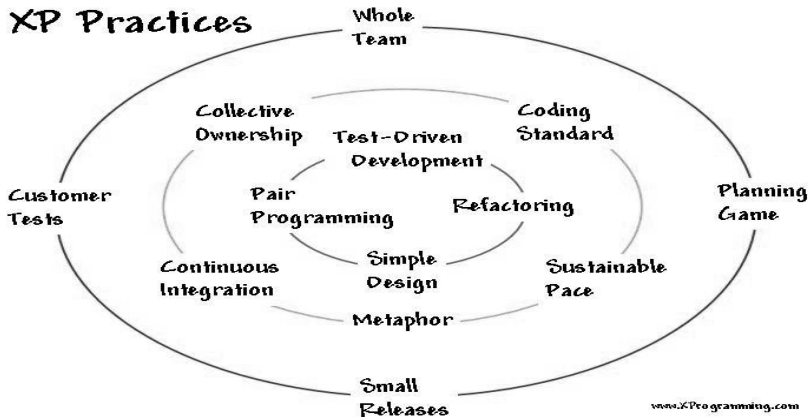 XP Practices
Whole
Team
Collective
Ownership
Coding
Standard
Test-Driven
Development
Customer
Tests
Pair
Programming
Refactoring
Planning
Game
Continuous
Integration
Simple
Design
Sustainable
Pace
Metaphor
Small
Releases
www.XProgramming.com